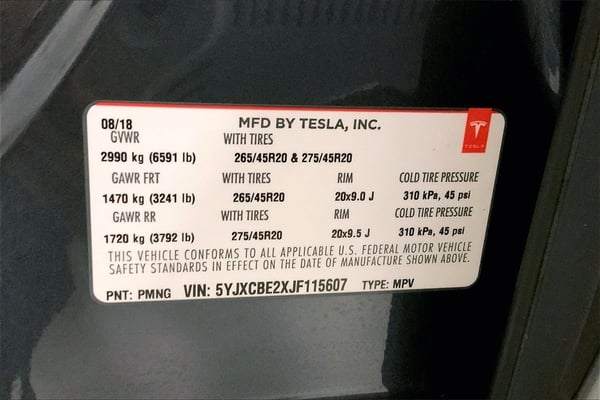 08/18 MFD BY TESLA, INC.
GVWR WITH TIRES
2990 kg (6591 lb) 265/45R20 & 275/45R20
GAWR FRT WITH TIRES RIM COLD TIRE PRESSURE
1470 kg (3241 lb) 265/45R20 20x9.0 J 310 kPa, 45 psi
GAWR RR WITH TIRES RIM COLD TIRE PRESSURE
1720 kg (3792 lb) 275/45R20 20x9.5 J 310 kPa, 45 psi
THIS VEHICLE CONFORMS TO ALL APPLICABLE U.S. FEDERAL MOTOR VEHICLE
SAFETY STANDARDS IN EFFECT ON THE DATE OF MANUFACTURE SHOWN ABOVE.
PNT: PMNG VIN: 5YJXCBE2XJF115607 TYPE: MPV
TESLA